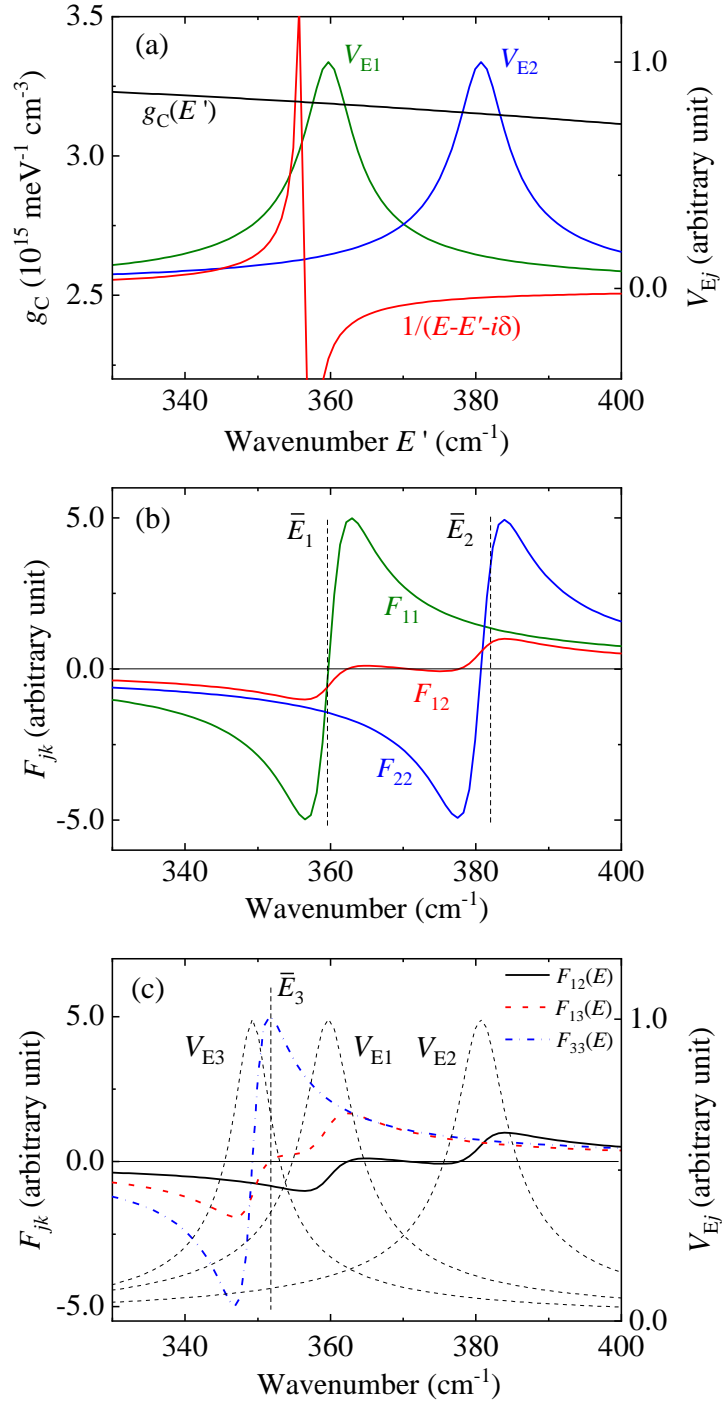 (a)
V_E1
V_E2
g_C(E')
1/(E-E'-iδ)
3.5
3.0
2.5
1.0
0.0
g_C (10^15 meV^-1 cm^-3)
V_Ej (arbitrary unit)
340 360 380 400
Wavenumber E' (cm^-1)
(b)
Ē_1
Ē_2
F_11
F_12
F_22
5.0
0.0
-5.0
F_jk (arbitrary unit)
340 360 380 400
Wavenumber (cm^-1)
(c)
Ē_3
F_12(E)
F_13(E)
F_33(E)
V_E3
V_E1
V_E2
5.0
0.0
-5.0
1.0
0.0
F_jk (arbitrary unit)
V_Ej (arbitrary unit)
340 360 380 400
Wavenumber (cm^-1)